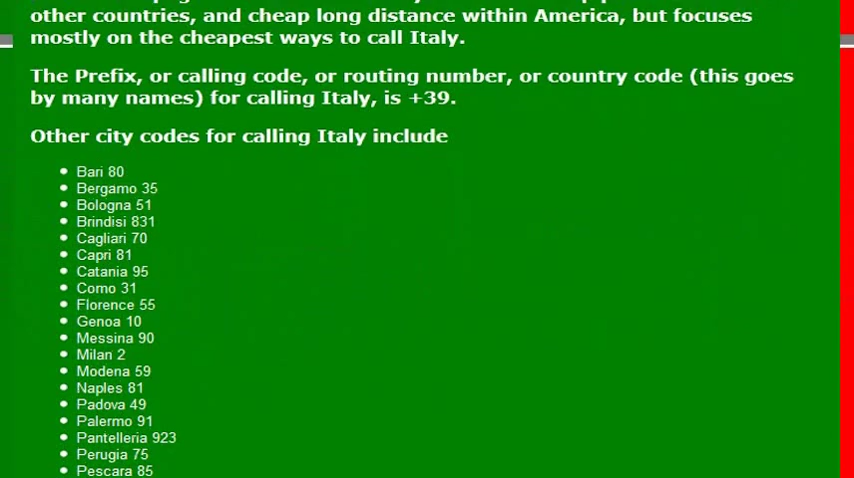 other countries, and cheap long distance within America, but focuses
mostly on the cheapest ways to call Italy.
The Prefix, or calling code, or routing number, or country code (this goes
by many names) for calling Italy, is +39.
Other city codes for calling Italy include
Bari 80
Bergamo 35
Bologna 51
Brindisi 831
Cagliari 70
Capri 81
Catania 95
Como 31
Florence 55
Genoa 10
Messina 90
Milan 2
Modena 59
Naples 81
Padova 49
Palermo 91
Pantelleria 923
Perugia 75
Pescara 85